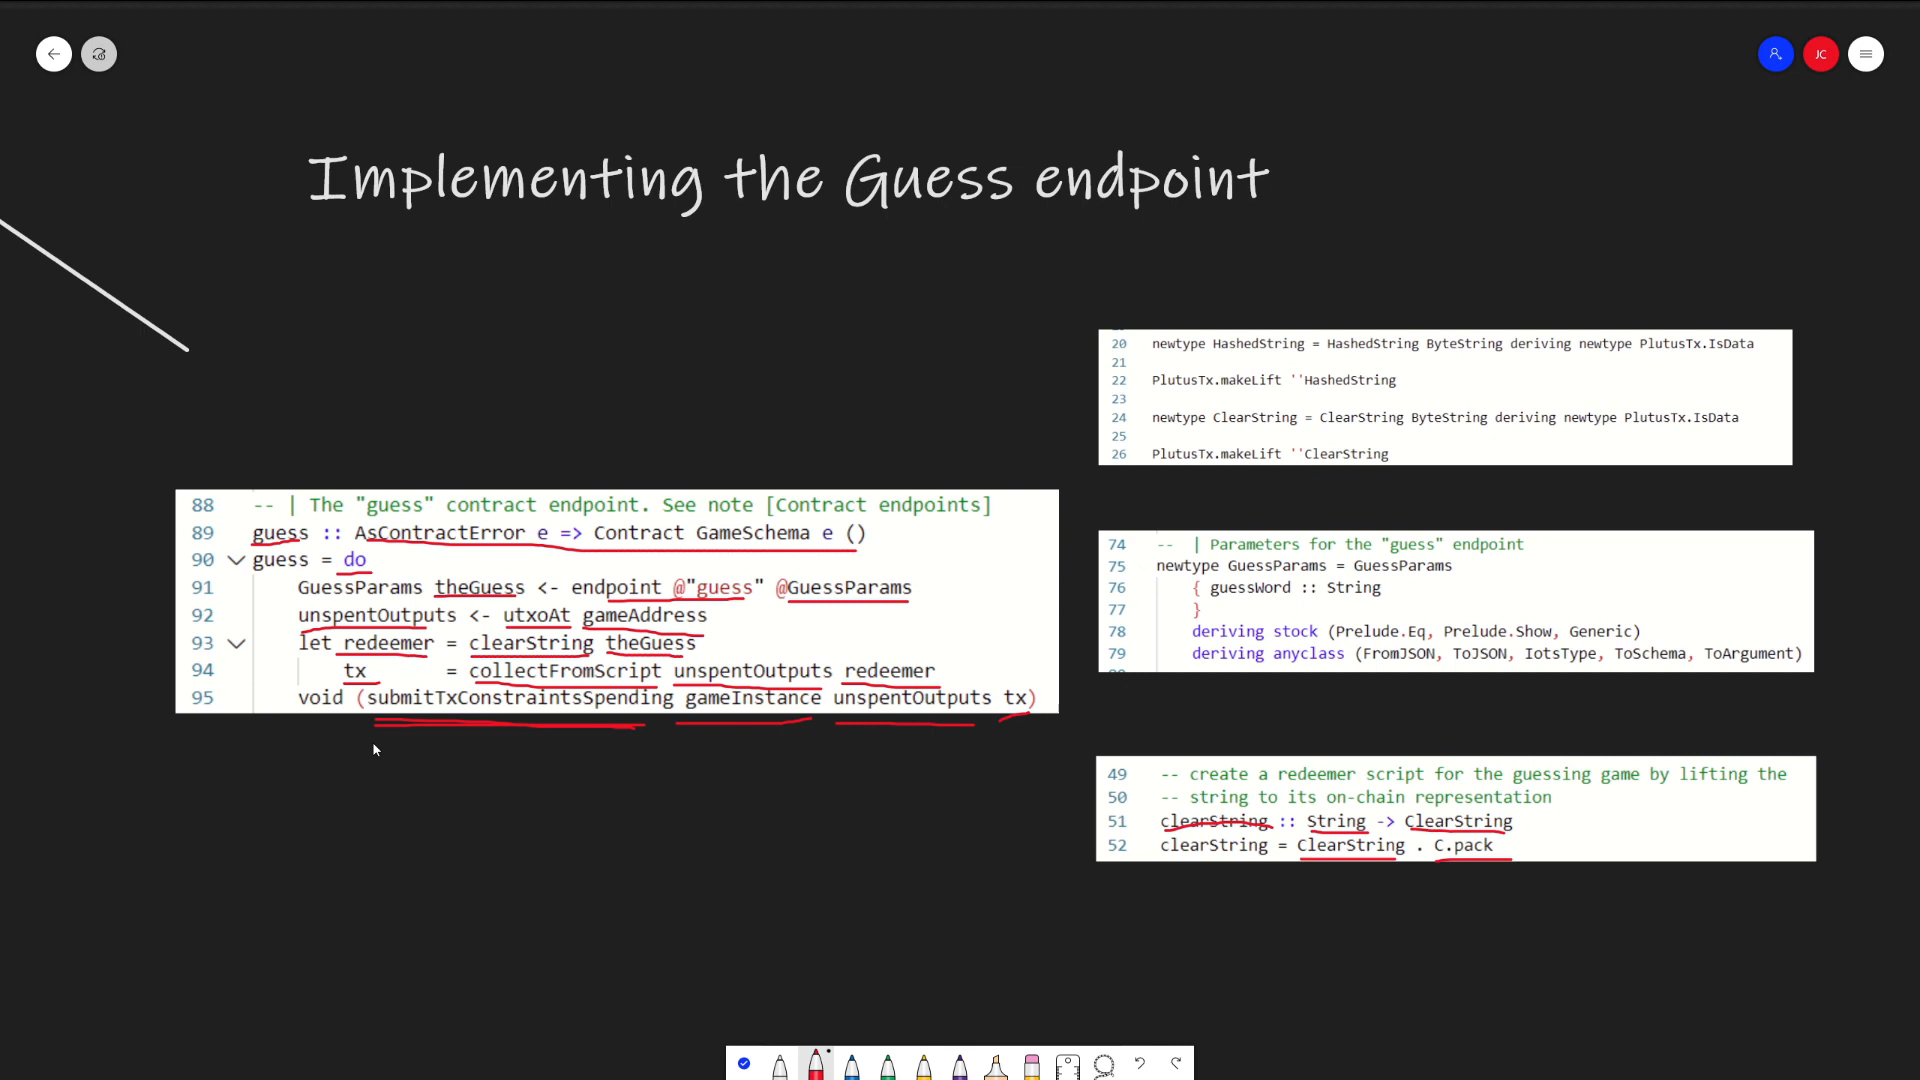 JC
Implementing the Guess endpoint
20 newtype HashedString = HashedString ByteString deriving newtype PlutusTx.IsData
21
22 PlutusTx.makeLift ''HashedString
23
24 newtype ClearString = ClearString ByteString deriving newtype PlutusTx.IsData
25
26 PlutusTx.makeLift ''ClearString
88 -- | The "guess" contract endpoint. See note [Contract endpoints]
89 guess :: AsContractError e => Contract GameSchema e ()
90 guess = do
91 GuessParams theGuess <- endpoint @"guess" @GuessParams
92 unspentOutputs <- utxoAt gameAddress
93 let redeemer = clearString theGuess
94 tx = collectFromScript unspentOutputs redeemer
95 void (submitTxConstraintsSpending gameInstance unspentOutputs tx)
74 -- | Parameters for the "guess" endpoint
75 newtype GuessParams = GuessParams
76 { guessWord :: String
77 }
78 deriving stock (Prelude.Eq, Prelude.Show, Generic)
79 deriving anyclass (FromJSON, ToJSON, IotsType, ToSchema, ToArgument)
49 -- create a redeemer script for the guessing game by lifting the
50 -- string to its on-chain representation
51 clearString :: String -> ClearString
52 clearString = ClearString . C.pack